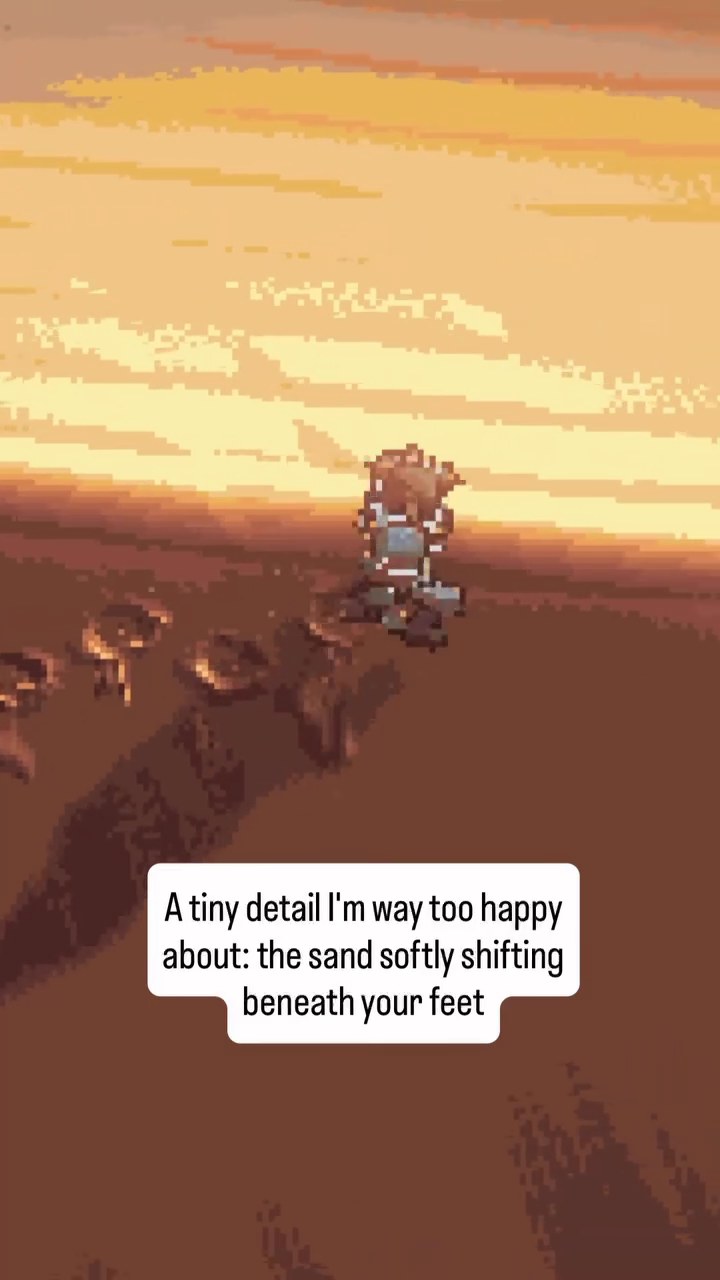 A tiny detail I'm way too happy
about: the sand softly shifting
beneath your feet